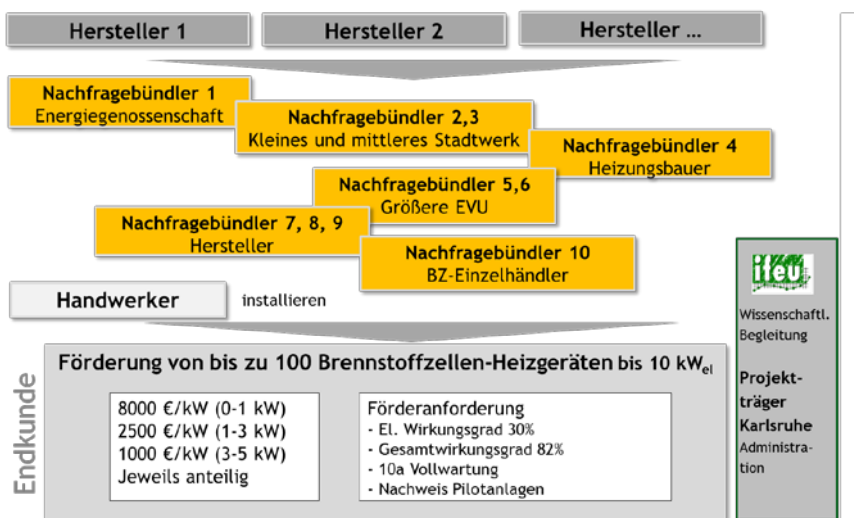 Hersteller 1
Hersteller 2
Hersteller …
Nachfragebündler 1
Energiegenossenschaft
Nachfragebündler 2,3
Kleines und mittleres Stadtwerk
Nachfragebündler 4
Heizungsbauer
Nachfragebündler 5,6
Größere EVU
Nachfragebündler 7, 8, 9
Hersteller
Nachfragebündler 10
BZ-Einzelhändler
Handwerker
installieren
Endkunde
Förderung von bis zu 100 Brennstoffzellen-Heizgeräten bis 10 kWel
8000 €/kW (0-1 kW)
2500 €/kW (1-3 kW)
1000 €/kW (3-5 kW)
Jeweils anteilig
Förderanforderung
- El. Wirkungsgrad 30%
- Gesamtwirkungsgrad 82%
- 10a Vollwartung
- Nachweis Pilotanlagen
ifeu
Wissenschaftl.
Begleitung
Projekt-
träger
Karlsruhe
Administra-
tion